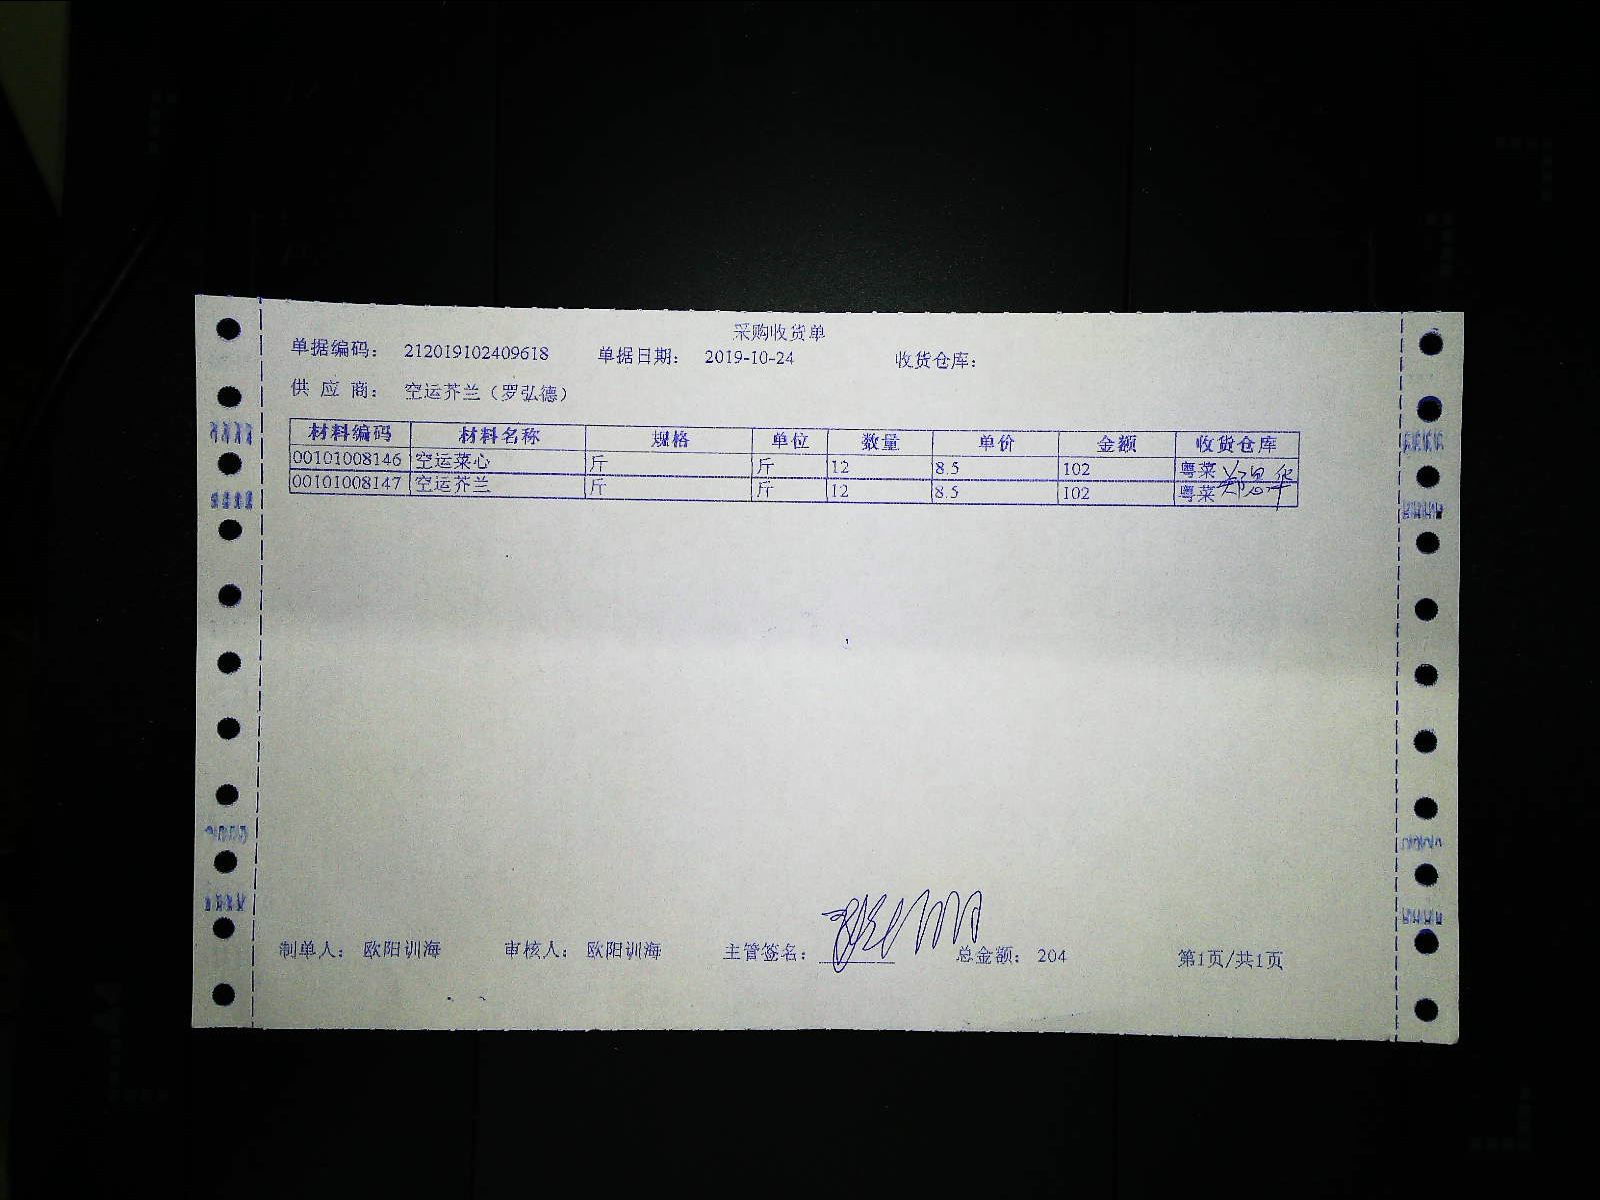 采购收货单
单据编码： 212019102409618 单据日期： 2019-10-24 收货仓库：
供 应 商： 空运芥兰（罗弘德）
材料编码 材料名称 规格 单位 数量 单价 金额 收货仓库
00101008146 空运菜心 斤 斤 12 8.5 102 粤菜
00101008147 空运芥兰 斤 斤 12 8.5 102 粤菜
制单人： 欧阳训海 审核人： 欧阳训海 主管签名： 总金额： 204 第1页/共1页